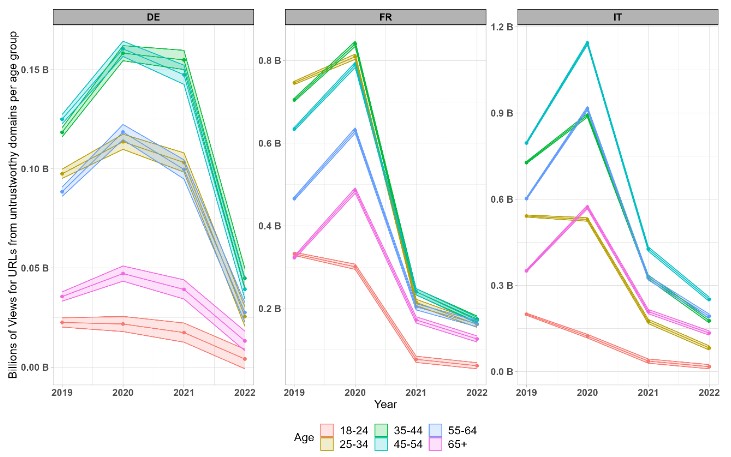 DE
FR
IT
Billions of Views for URLs from untrustworthy domains per age group
0.15 B
0.10 B
0.05 B
0.00 B
0.8 B
0.6 B
0.4 B
0.2 B
1.2 B
0.9 B
0.6 B
0.3 B
0.0 B
2019 2020 2021 2022
2019 2020 2021 2022
2019 2020 2021 2022
Year
Age
18-24 35-44 55-64
25-34 45-54 65+